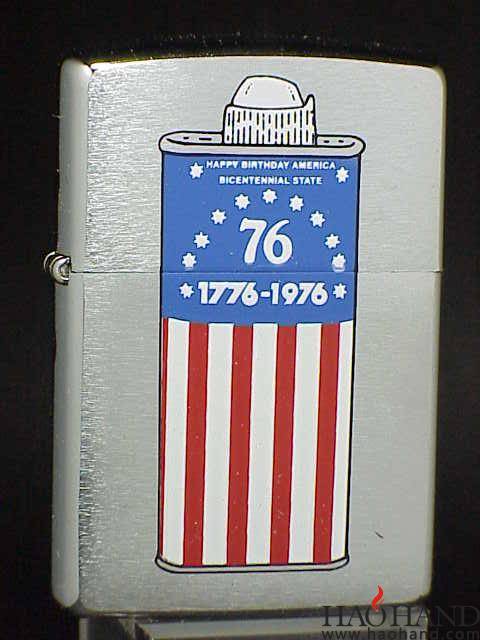 HAPPY BIRTHDAY AMERICA
BICENTENNIAL STATE
76
1776-1976
HAOHAND
www.haohand.com